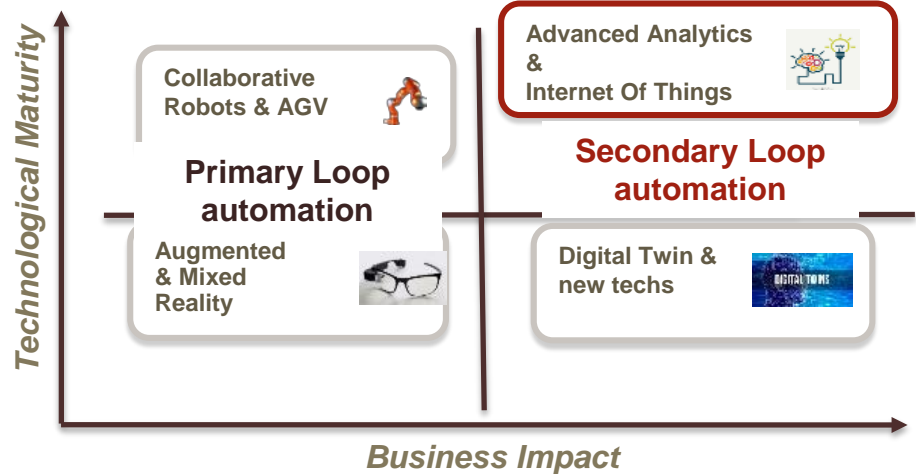 Technological Maturity
Collaborative
Robots & AGV
Advanced Analytics
&
Internet Of Things
Primary Loop
automation
Secondary Loop
automation
Augmented
& Mixed
Reality
Digital Twin &
new techs
DIGITAL TWINS
Business Impact